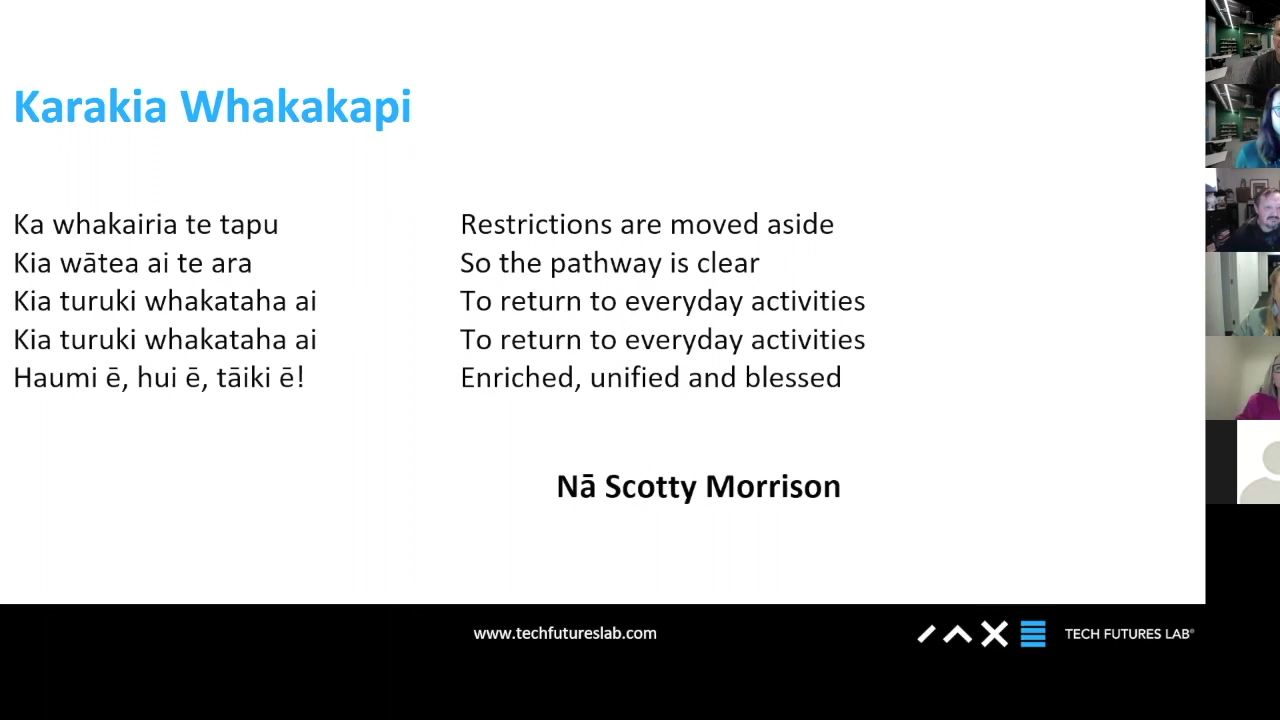 Karakia Whakakapi
Ka whakairia te tapu
Kia wātea ai te ara
Kia turuki whakataha ai
Kia turuki whakataha ai
Haumi ē, hui ē, tāiki ē!
Restrictions are moved aside
So the pathway is clear
To return to everyday activities
To return to everyday activities
Enriched, unified and blessed
Nā Scotty Morrison
www.techfutureslab.com
TECH FUTURES LAB®